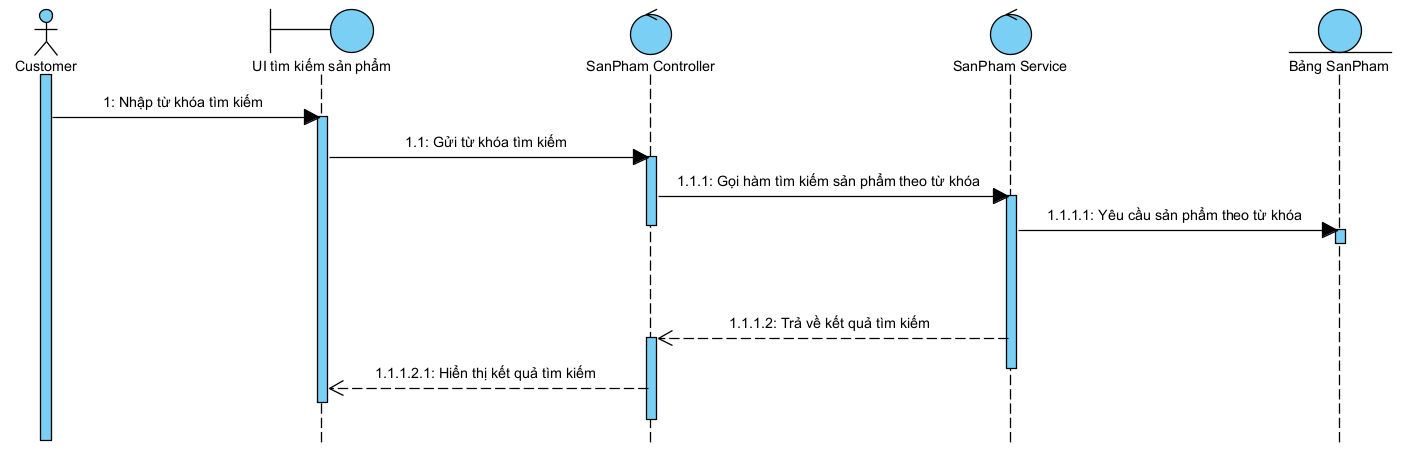 Customer
UI tìm kiếm sản phẩm
SanPham Controller
SanPham Service
Bảng SanPham
1: Nhập từ khóa tìm kiếm
1.1: Gửi từ khóa tìm kiếm
1.1.1: Gọi hàm tìm kiếm sản phẩm theo từ khóa
1.1.1.1: Yêu cầu sản phẩm theo từ khóa
1.1.1.2: Trả về kết quả tìm kiếm
1.1.1.2.1: Hiển thị kết quả tìm kiếm